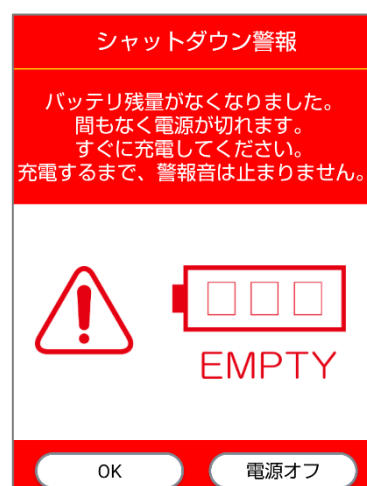 シャットダウン警報
バッテリ残量がなくなりました。
間もなく電源が切れます。
すぐに充電してください。
充電するまで、警報音は止まりません。
EMPTY
OK
電源オフ